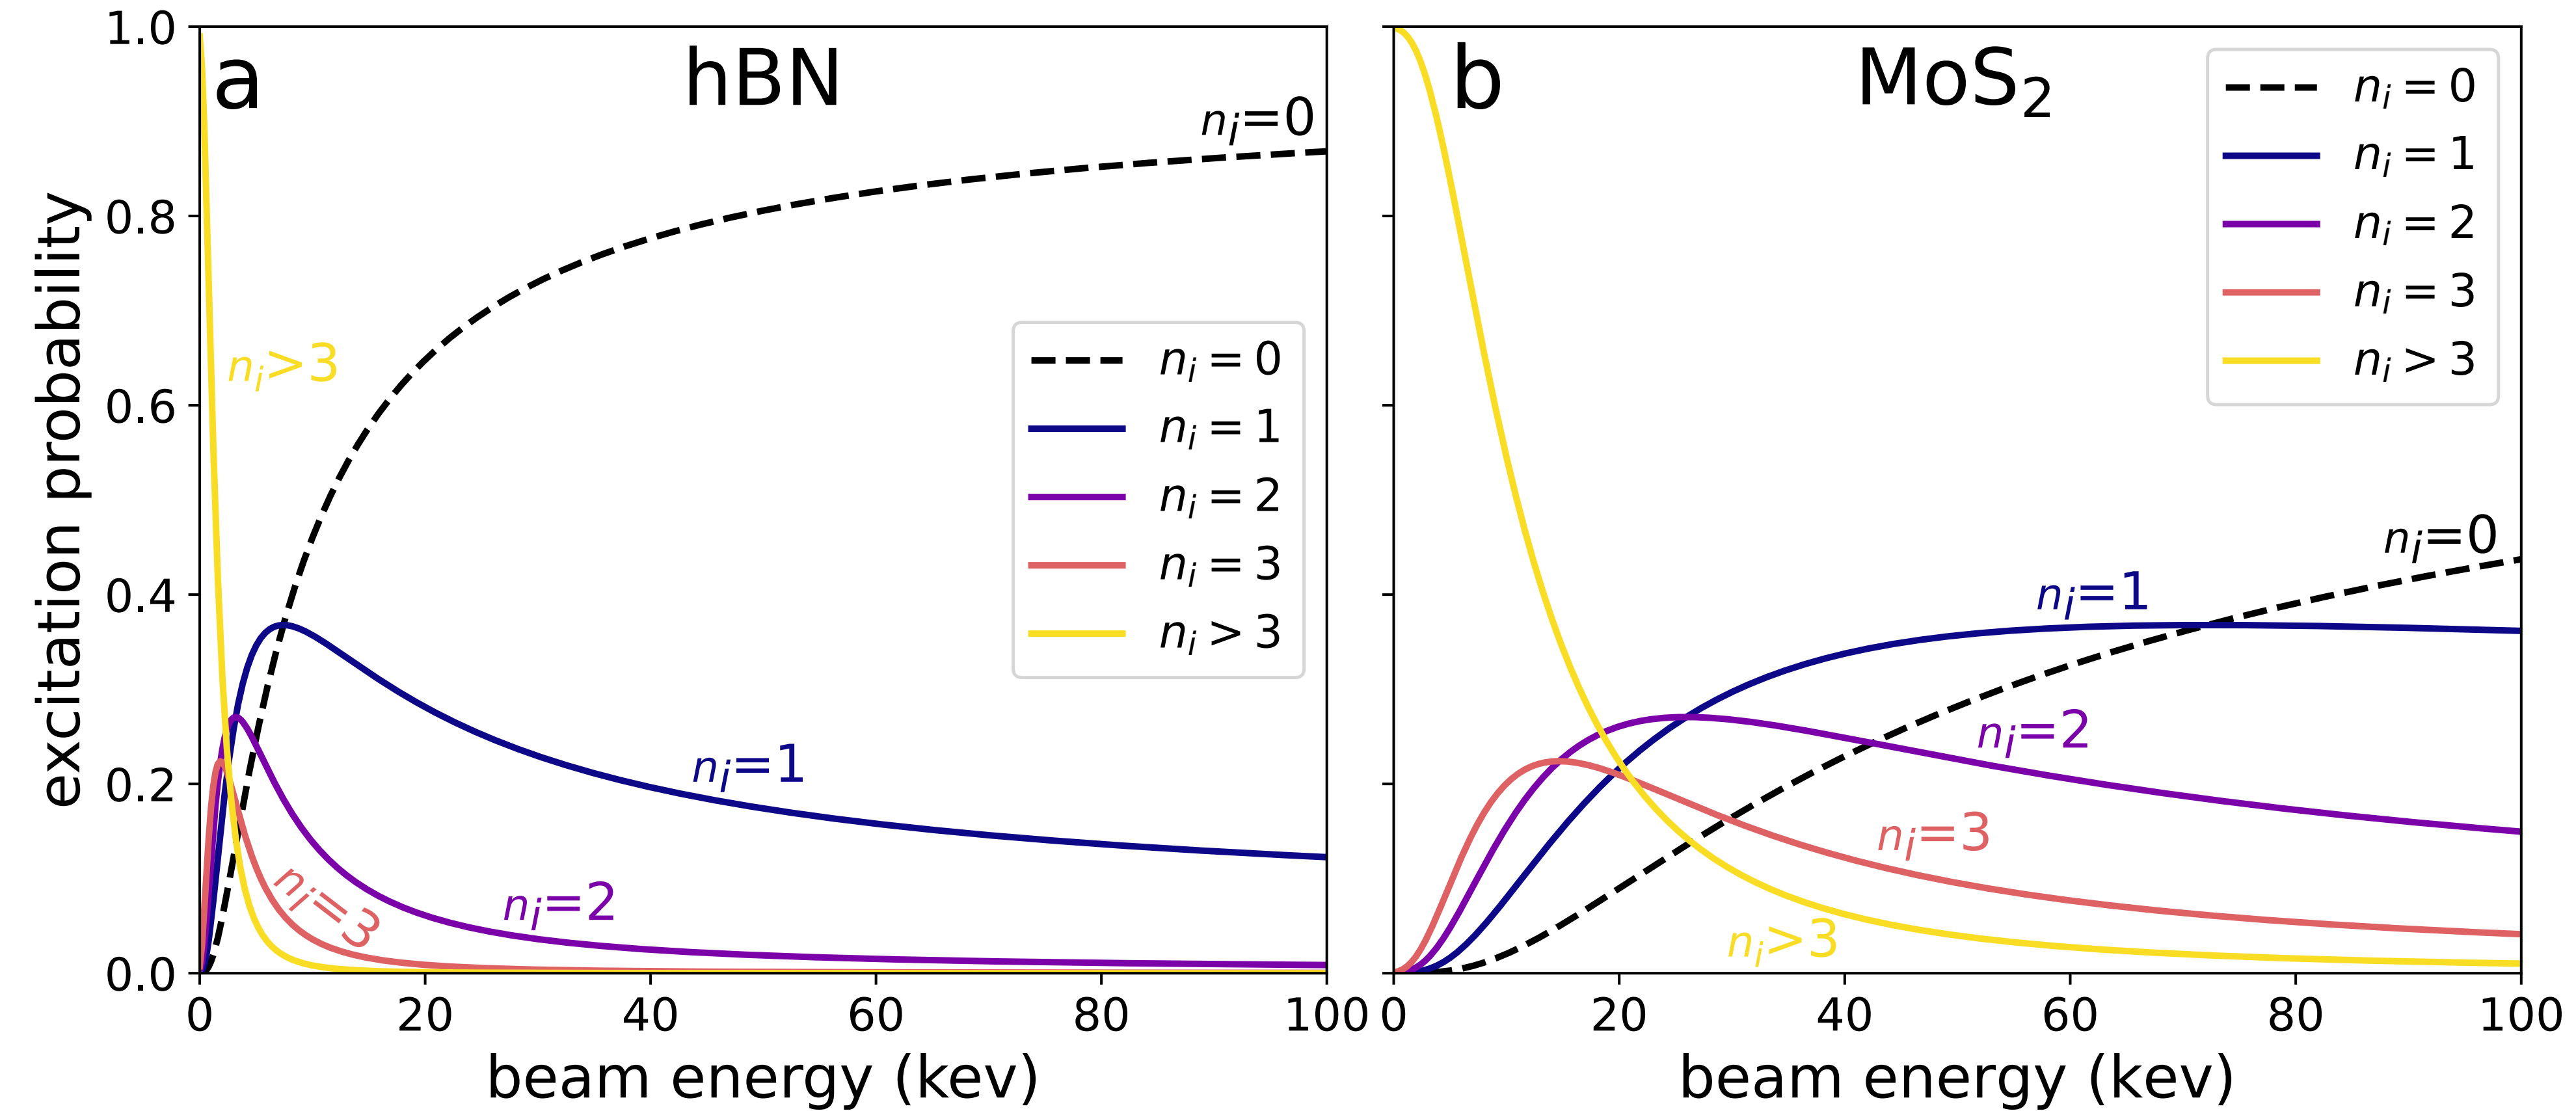 excitation probability
1.0
0.8
0.6
0.4
0.2
0.0
a
hBN
n_i=0
n_i>3
n_i=1
n_i=2
n_i=3
n_i = 0
n_i = 1
n_i = 2
n_i = 3
n_i > 3
0 20 40 60 80 100
beam energy (kev)
b
MoS₂
n_i = 0
n_i = 1
n_i = 2
n_i = 3
n_i > 3
n_i=0
n_i=1
n_i=2
n_i=3
n_i>3
0 20 40 60 80 100
beam energy (kev)